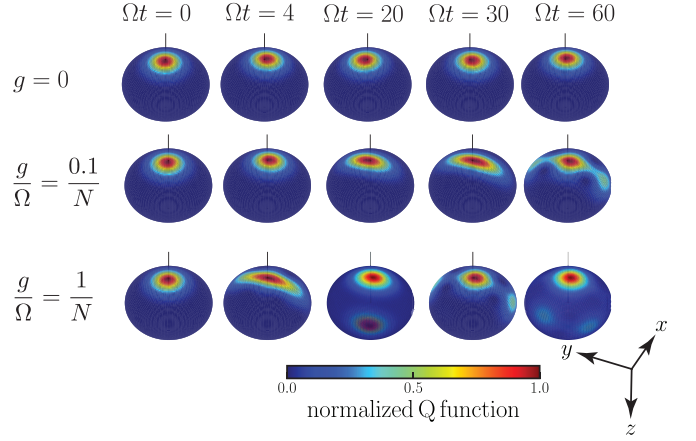 Ωt = 0 Ωt = 4 Ωt = 20 Ωt = 30 Ωt = 60
g = 0
g/Ω = 0.1/N
g/Ω = 1/N
x
y
z
0.0 0.5 1.0
normalized Q function